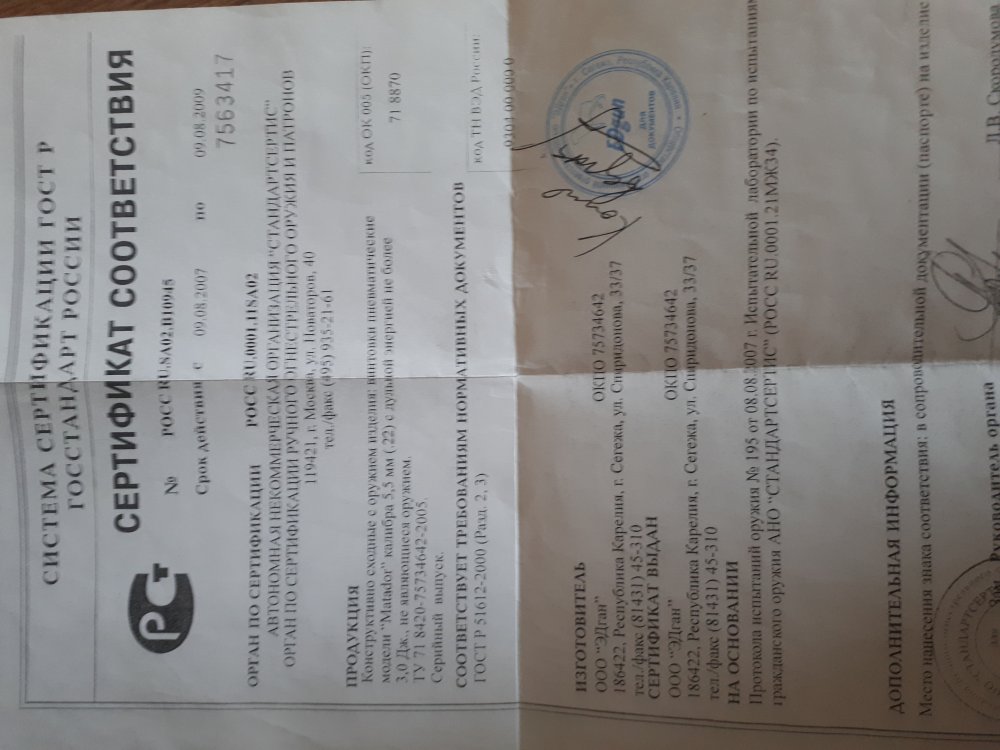 СИСТЕМА СЕРТИФИКАЦИИ ГОСТ Р
ГОССТАНДАРТ РОССИИ
РСТ
СЕРТИФИКАТ СООТВЕТСТВИЯ
№ РОСС RU.SA02.H10945
Срок действия с 09.08.2007 по 09.08.2009
7563417
ОРГАН ПО СЕРТИФИКАЦИИ РОСС RU.0001.11SA02
АВТОНОМНАЯ НЕКОММЕРЧЕСКАЯ ОРГАНИЗАЦИЯ "СТАНДАРТСЕРТИС"
ОРГАН ПО СЕРТИФИКАЦИИ РУЧНОГО ОГНЕСТРЕЛЬНОГО ОРУЖИЯ И ПАТРОНОВ
119421, г. Москва, ул. Новаторов, 40
тел./факс (495) 935-21-61
ПРОДУКЦИЯ
Конструктивно сходные с оружием изделия: винтовки пневматические
модели "Matador" калибра 5,5 мм (.22) с дульной энергией не более
3,0 Дж, не являющиеся оружием.
ТУ 71 8420-75734642-2005.
Серийный выпуск.
код ОК 005 (ОКП):
71 8870
СООТВЕТСТВУЕТ ТРЕБОВАНИЯМ НОРМАТИВНЫХ ДОКУМЕНТОВ
ГОСТ Р 51612-2000 (Разд. 2, 3)
код ТН ВЭД России:
ИЗГОТОВИТЕЛЬ
ООО "ЭДган" ОКПО 75734642
186422, Республика Карелия, г. Сегежа, ул. Спиридонова, 33/37
тел./факс (81431) 45-310
СЕРТИФИКАТ ВЫДАН
ООО "ЭДган" ОКПО 75734642
186422, Республика Карелия, г. Сегежа, ул. Спиридонова, 33/37
тел./факс (81431) 45-310
НА ОСНОВАНИИ
Протокола испытаний оружия № 195 от 08.08.2007 г. Испытательной лаборатории по испытаниям
гражданского оружия АНО "СТАНДАРТСЕРТИС" (РОСС RU.0001.21МЖ34).
EDgun
Для
документов
ДОПОЛНИТЕЛЬНАЯ ИНФОРМАЦИЯ
Место нанесения знака соответствия: в сопроводительной документации (паспорте) на изделие
Руководитель органа